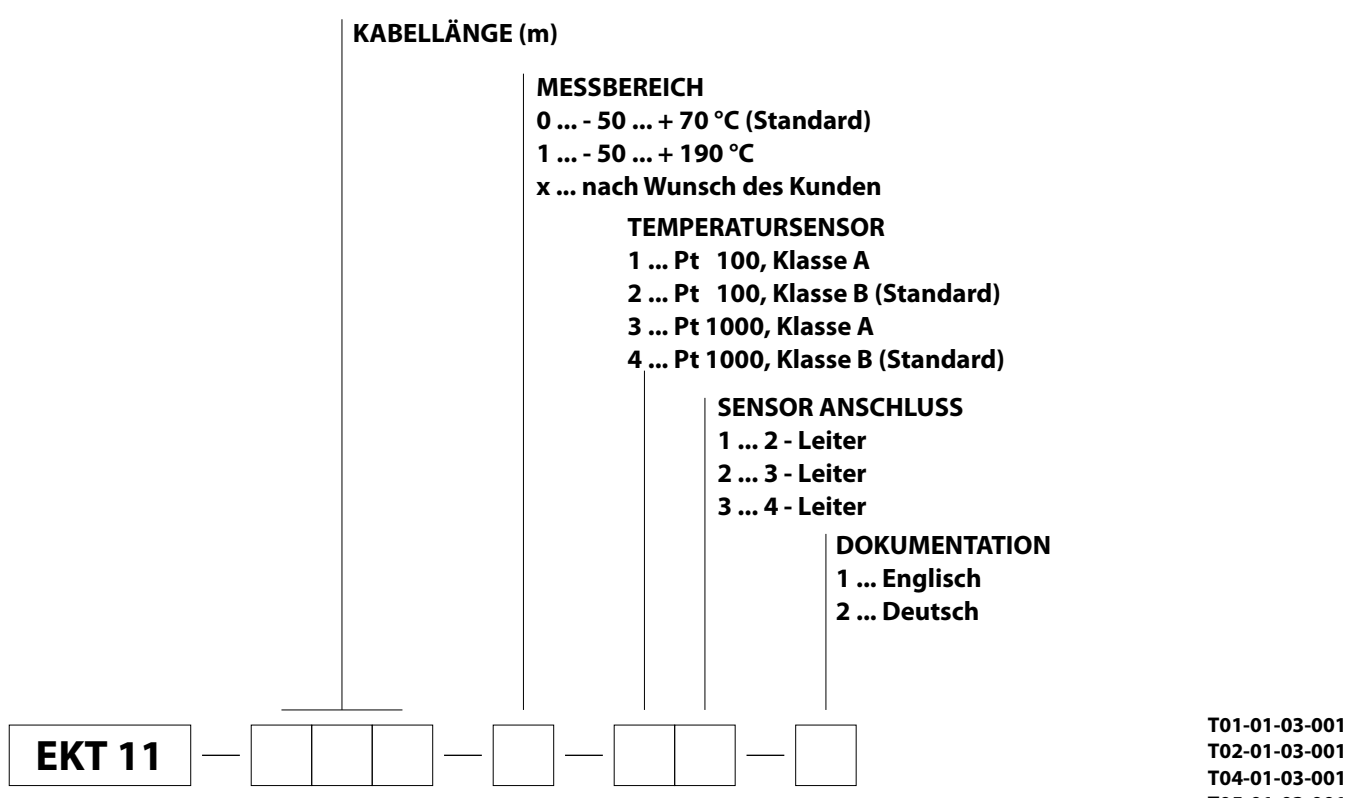 KABELLÄNGE (m)
MESSBEREICH
0 ... - 50 ... + 70 °C (Standard)
1 ... - 50 ... + 190 °C
x ... nach Wunsch des Kunden
TEMPERATURSENSOR
1 ... Pt 100, Klasse A
2 ... Pt 100, Klasse B (Standard)
3 ... Pt 1000, Klasse A
4 ... Pt 1000, Klasse B (Standard)
SENSOR ANSCHLUSS
1 ... 2 - Leiter
2 ... 3 - Leiter
3 ... 4 - Leiter
DOKUMENTATION
1 ... Englisch
2 ... Deutsch
EKT 11
T01-01-03-001
T02-01-03-001
T04-01-03-001